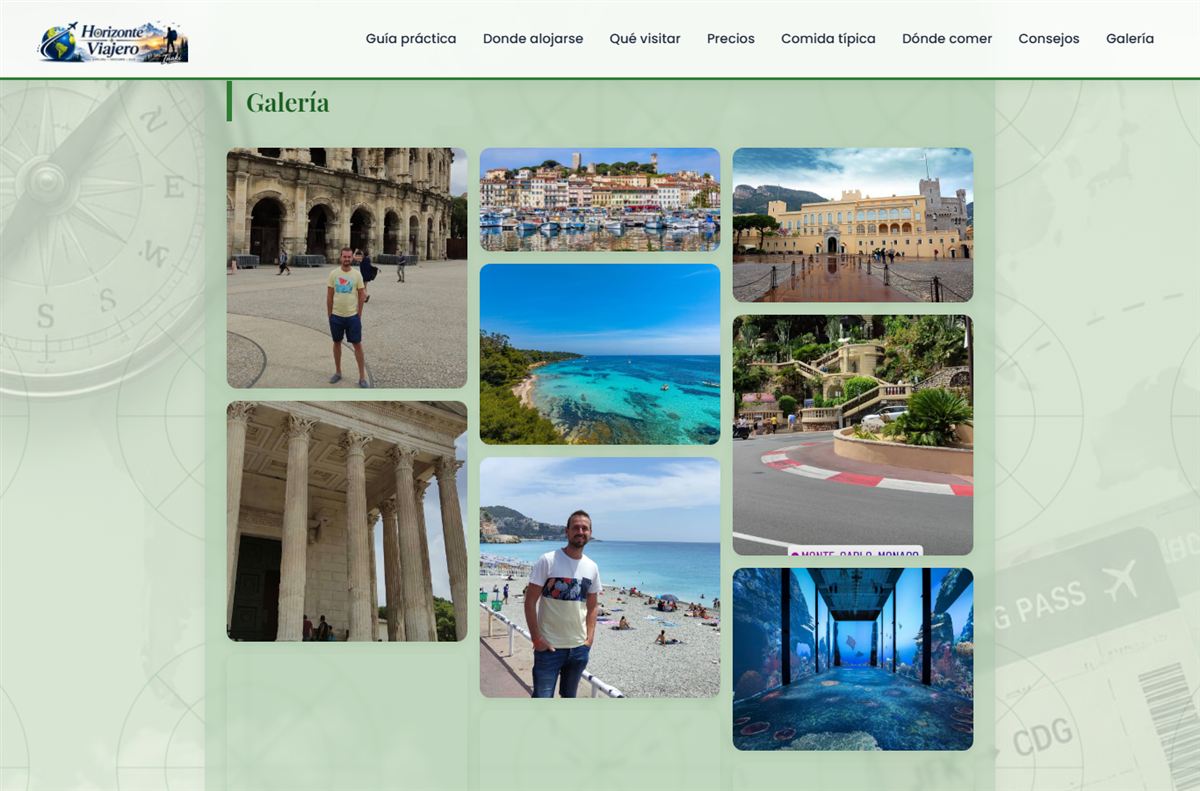 Horizonte
Viajero
Guía práctica
Donde alojarse
Qué visitar
Precios
Comida típica
Dónde comer
Consejos
Galería
Galería
N
E
S
S
MONTE-CARLO, MONACO
G PASS
JFK
CDG